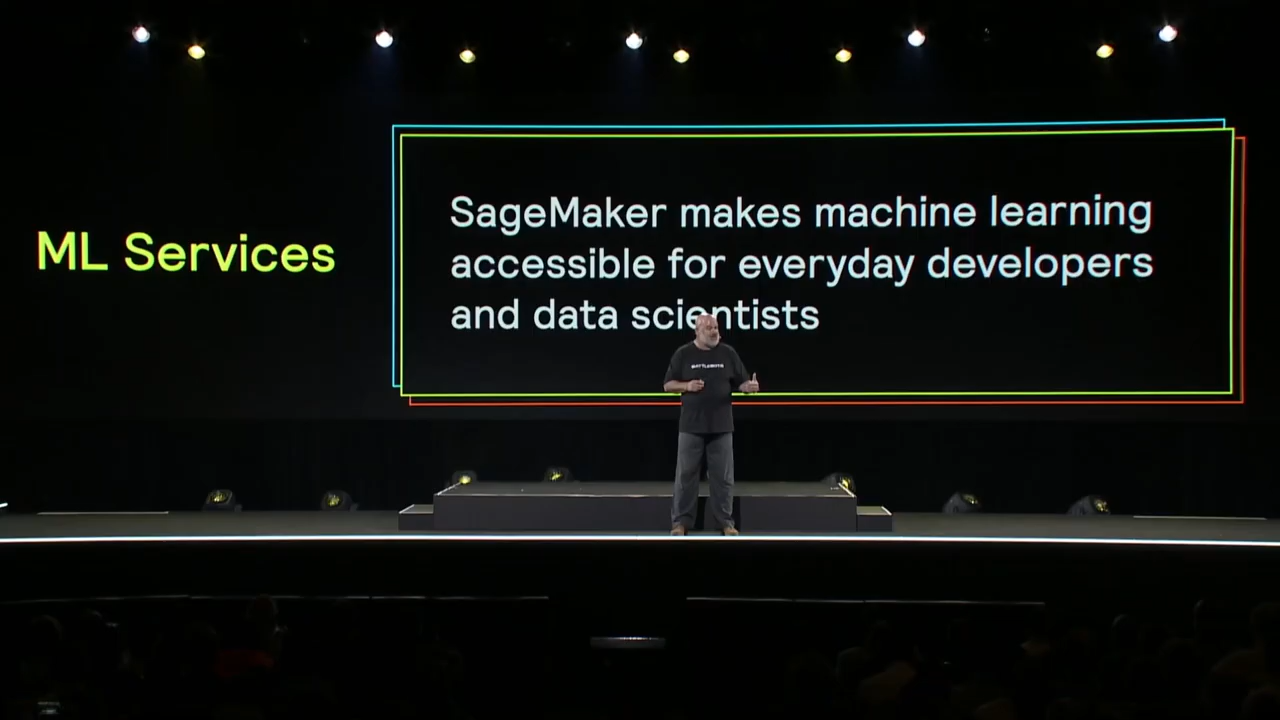 ML Services
SageMaker makes machine learning
accessible for everyday developers
and data scientists